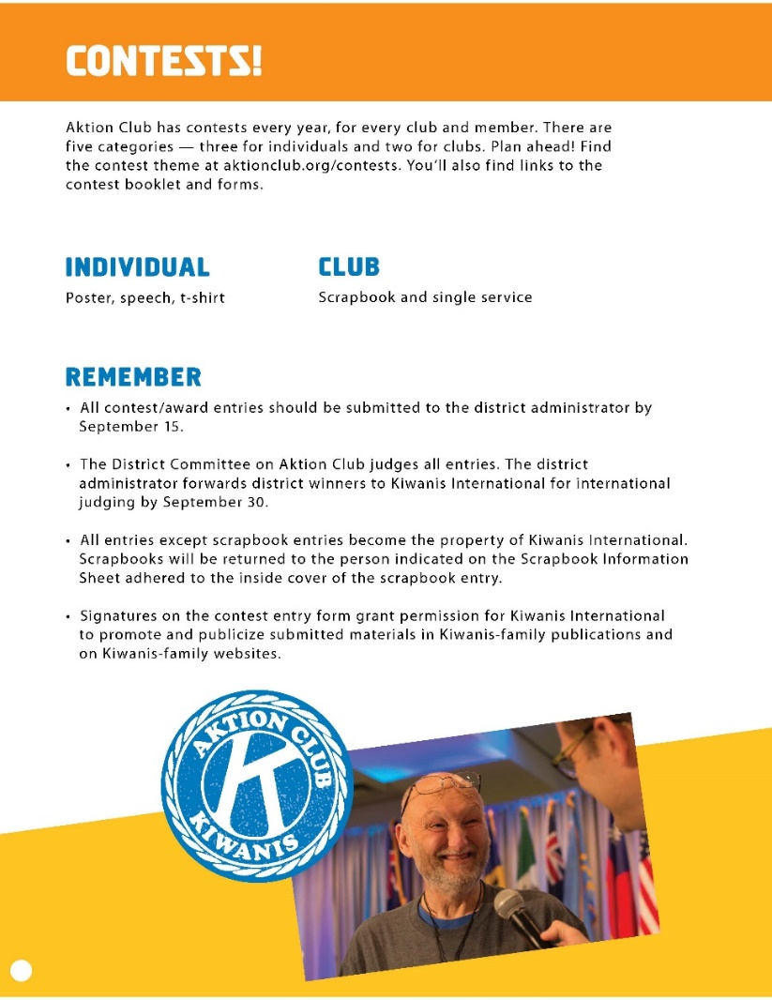 CONTESTS!
Aktion Club has contests every year, for every club and member. There are
five categories — three for individuals and two for clubs. Plan ahead! Find
the contest theme at aktionclub.org/contests. You'll also find links to the
contest booklet and forms.
INDIVIDUAL
Poster, speech, t-shirt
CLUB
Scrapbook and single service
REMEMBER
• All contest/award entries should be submitted to the district administrator by
September 15.
• The District Committee on Aktion Club judges all entries. The district
administrator forwards district winners to Kiwanis International for international
judging by September 30.
• All entries except scrapbook entries become the property of Kiwanis International.
Scrapbooks will be returned to the person indicated on the Scrapbook Information
Sheet adhered to the inside cover of the scrapbook entry.
• Signatures on the contest entry form grant permission for Kiwanis International
to promote and publicize submitted materials in Kiwanis-family publications and
on Kiwanis-family websites.
AKTION CLUB
K
KIWANIS